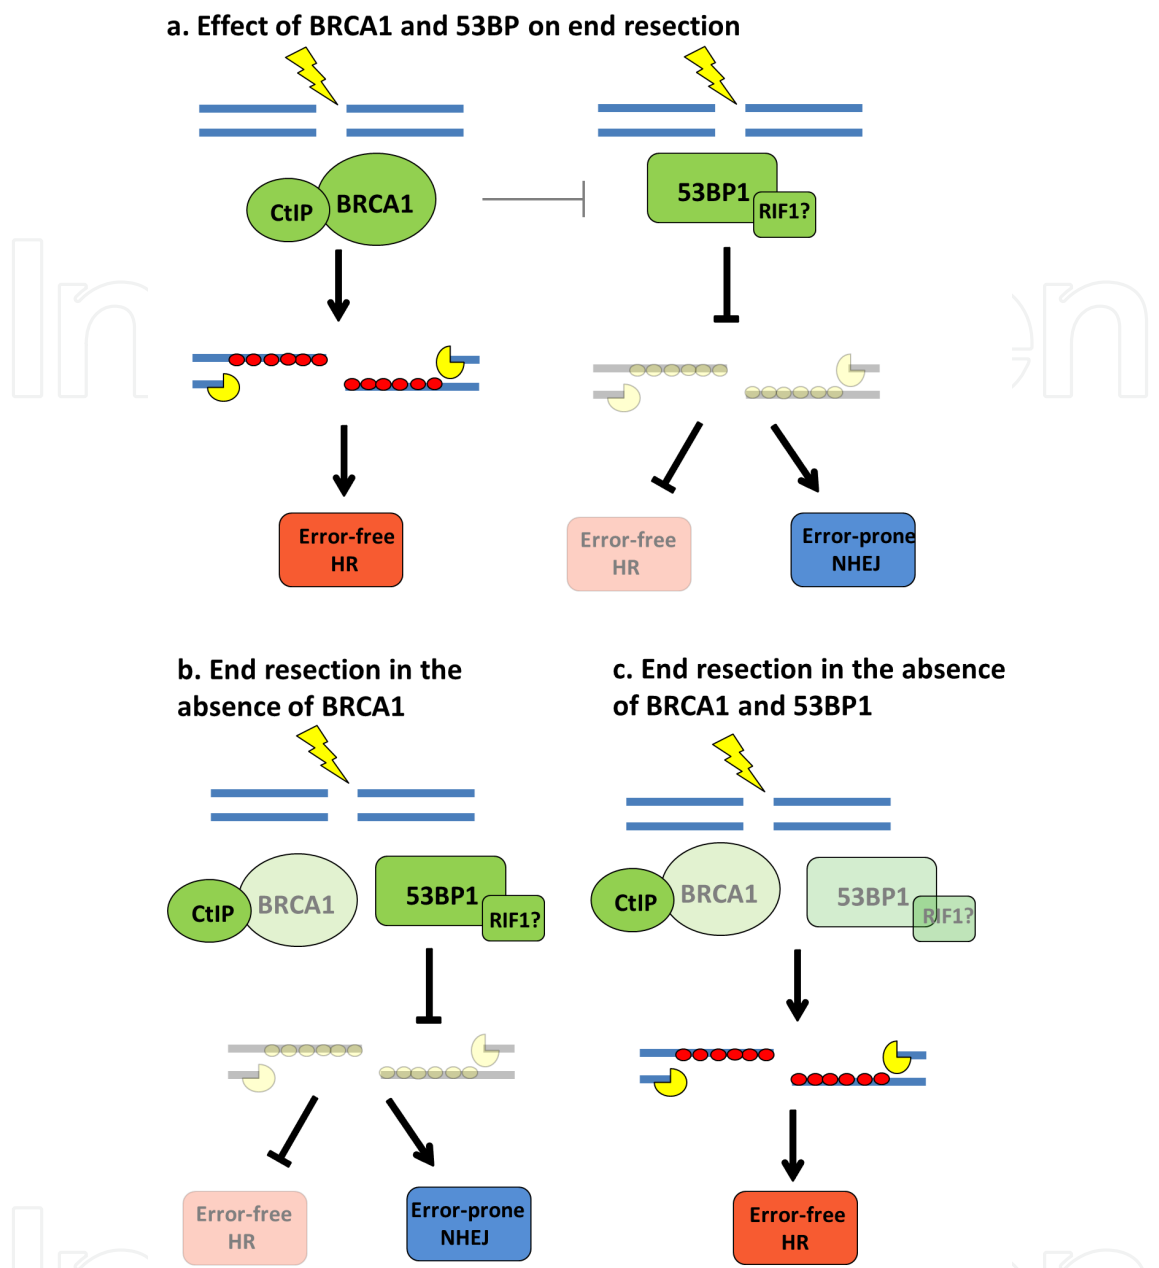 a. Effect of BRCA1 and 53BP on end resection
CtIP
BRCA1
53BP1
RIF1?
Error-free
HR
Error-free
HR
Error-prone
NHEJ
b. End resection in the
absence of BRCA1
c. End resection in the absence
of BRCA1 and 53BP1
CtIP
BRCA1
53BP1
RIF1?
CtIP
BRCA1
53BP1
RIF1?
Error-free
HR
Error-prone
NHEJ
Error-free
HR